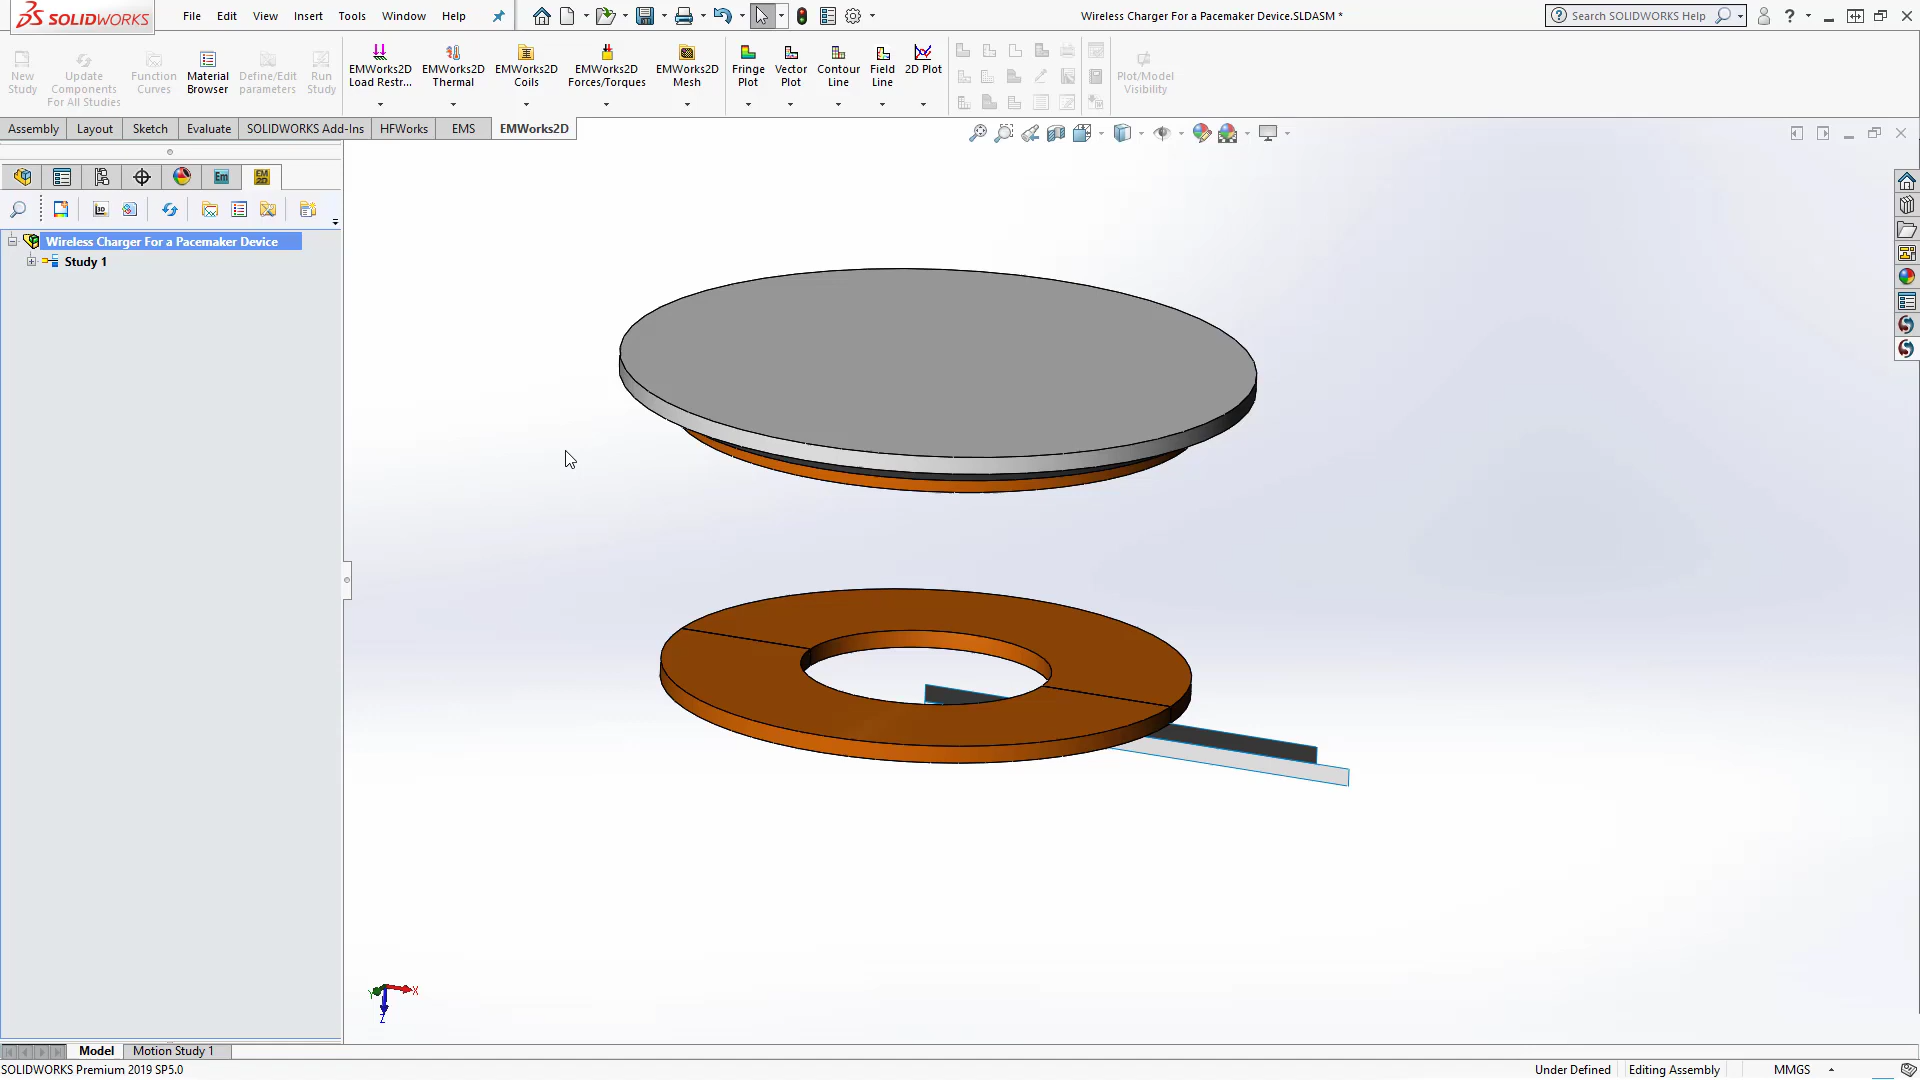 SOLIDWORKS File Edit View Insert Tools Window Help Wireless Charger For a Pacemaker Device.SLDASM * Search SOLIDWORKS Help
New Study
Update Components For All Studies
Function Curves
Material Browser
Define/Edit parameters
Run Study
EMWorks2D Load Restr...
EMWorks2D Thermal
EMWorks2D Coils
EMWorks2D Forces/Torques
EMWorks2D Mesh
Fringe Plot
Vector Plot
Contour Line
Field Line
2D Plot
Plot/Model Visibility
Assembly Layout Sketch Evaluate SOLIDWORKS Add-Ins HFWorks EMS EMWorks2D
Em EM 2D
Wireless Charger For a Pacemaker Device
Study 1
Y X
Z
Model Motion Study 1
SOLIDWORKS Premium 2019 SP5.0 Under Defined Editing Assembly MMGS